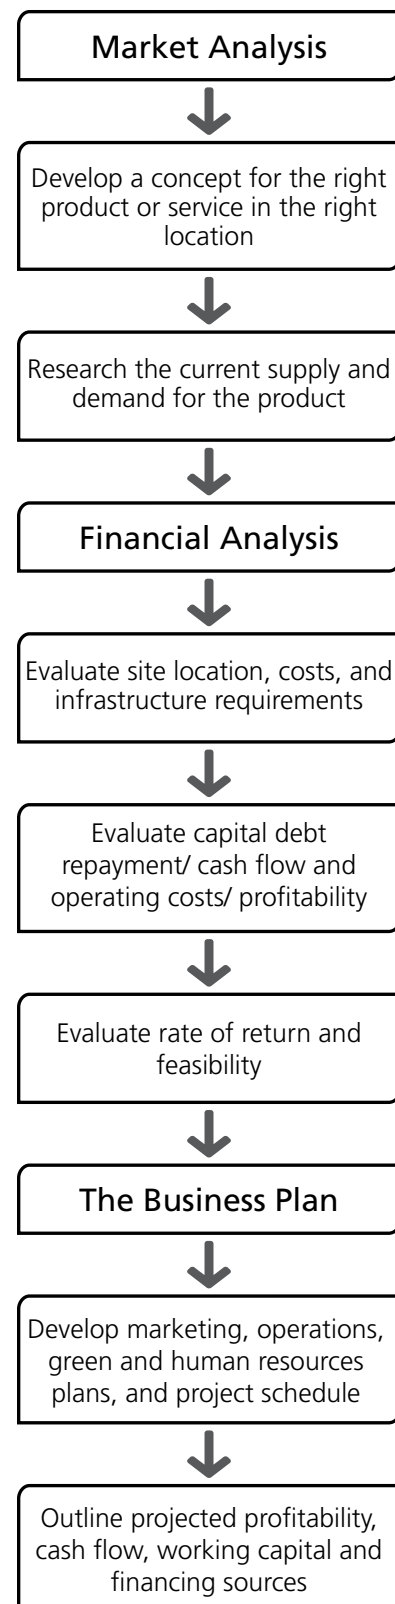 Market Analysis
Develop a concept for the right
product or service in the right
location
Research the current supply and
demand for the product
Financial Analysis
Evaluate site location, costs, and
infrastructure requirements
Evaluate capital debt
repayment/ cash flow and
operating costs/ profitability
Evaluate rate of return and
feasibility
The Business Plan
Develop marketing, operations,
green and human resources
plans, and project schedule
Outline projected profitability,
cash flow, working capital and
financing sources